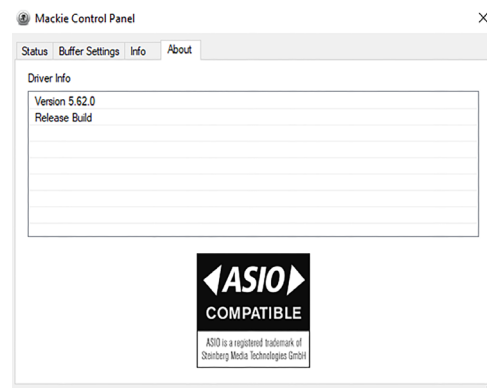 Mackie Control Panel
Status Buffer Settings Info About
Driver Info
Version 5.62.0
Release Build
ASIO
COMPATIBLE
ASIO is a registered trademark of
Steinberg Media Technologies GmbH